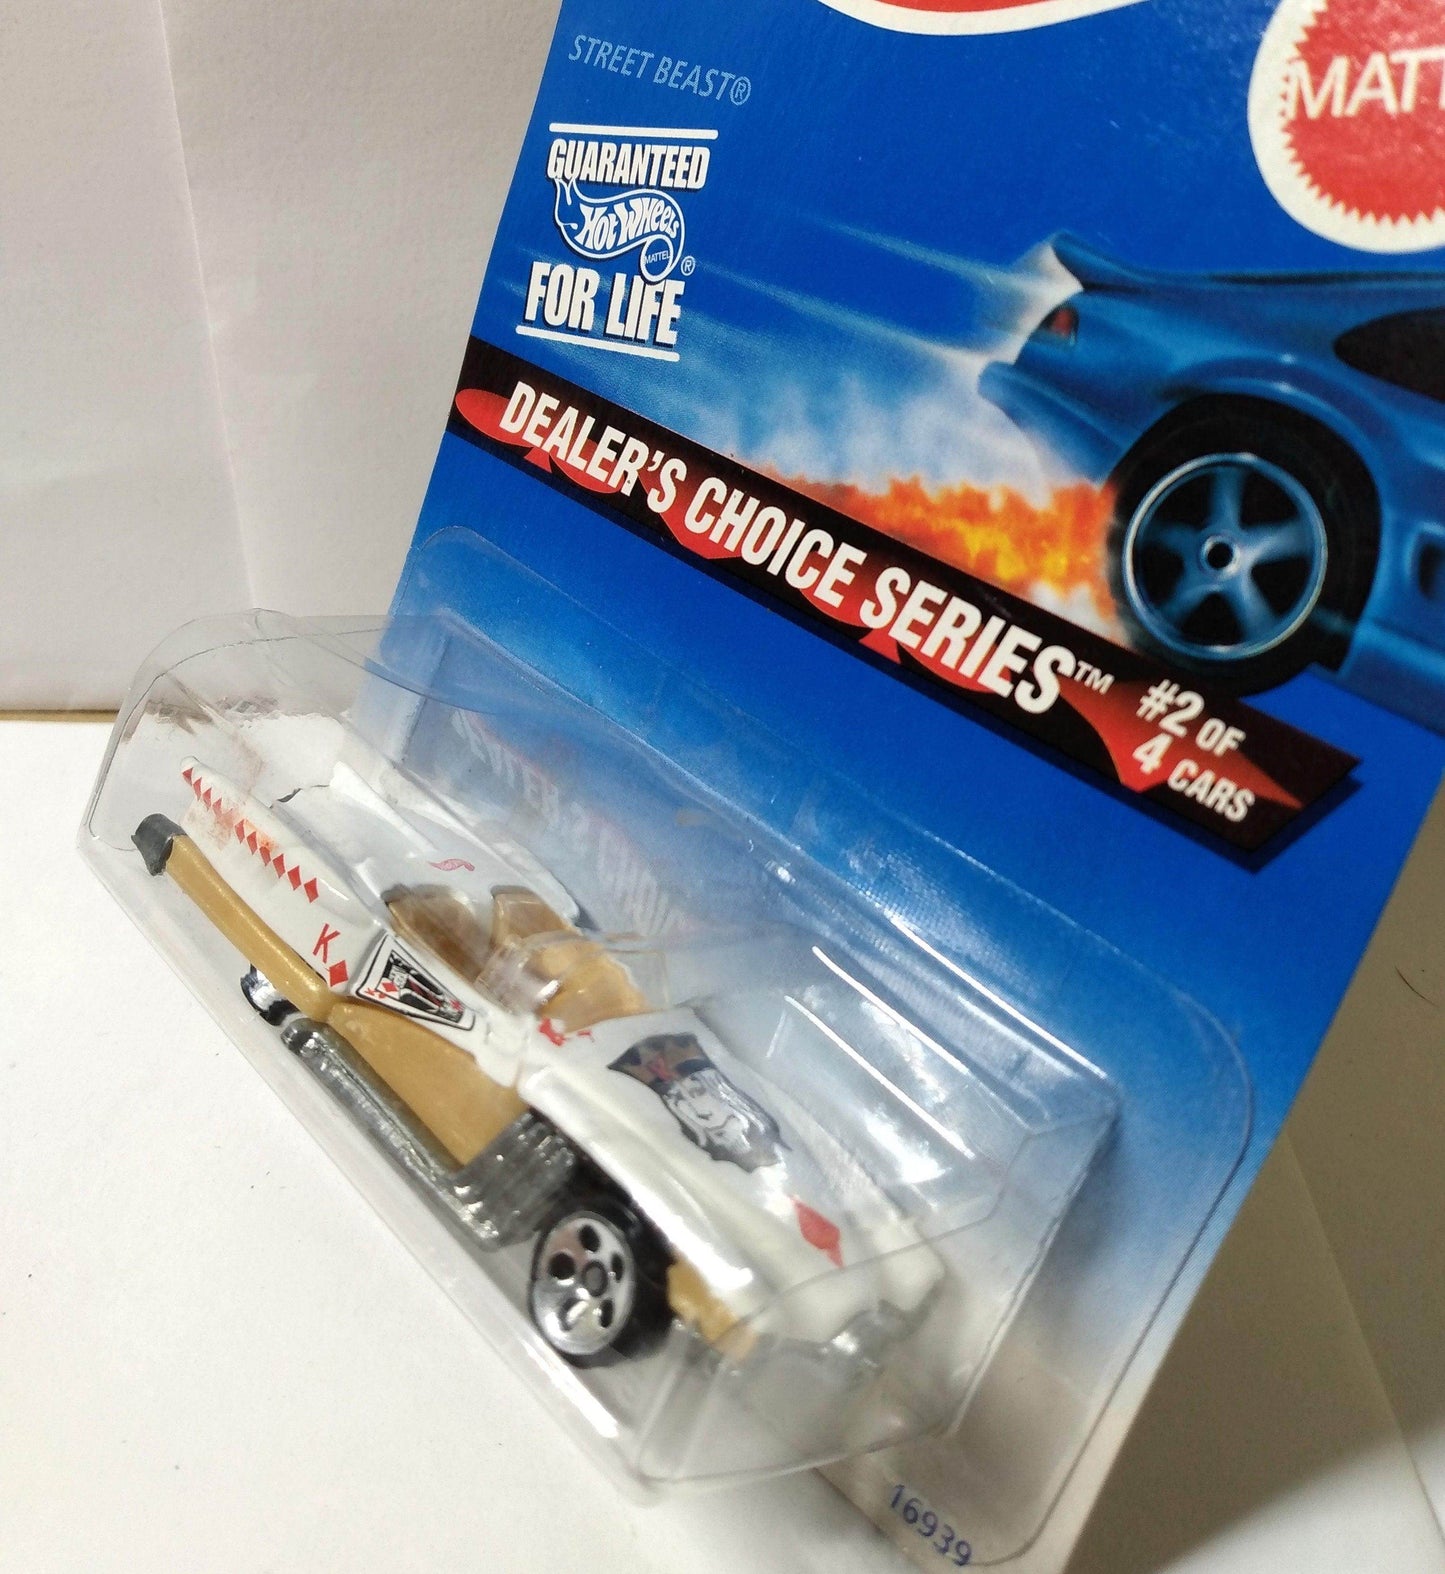 STREET BEAST®
MATT
GUARANTEED
HOT WHEELS
MATTEL ®
FOR LIFE
DEALER'S CHOICE SERIES™
#2 OF
4 CARS
K
16939